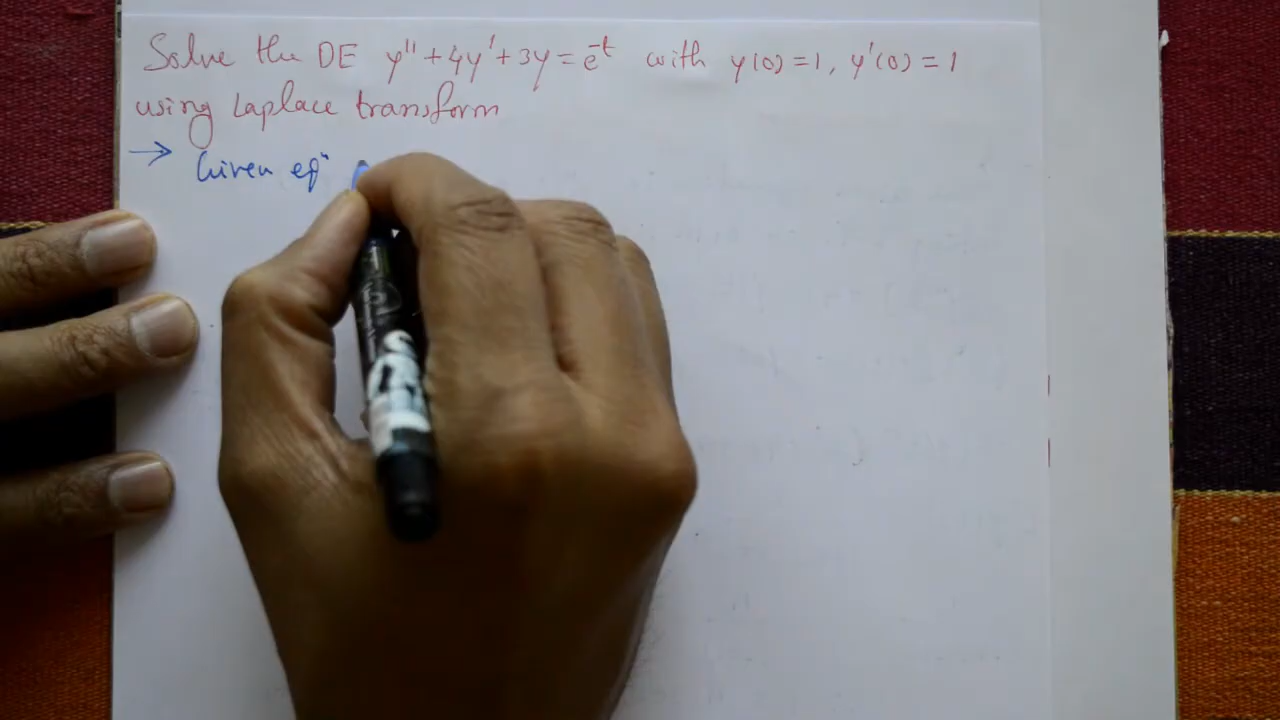 Solve the DE y" + 4y' + 3y = e^-t with y(0) = 1, y'(0) = 1
using Laplace transform
→ Given eqⁿ